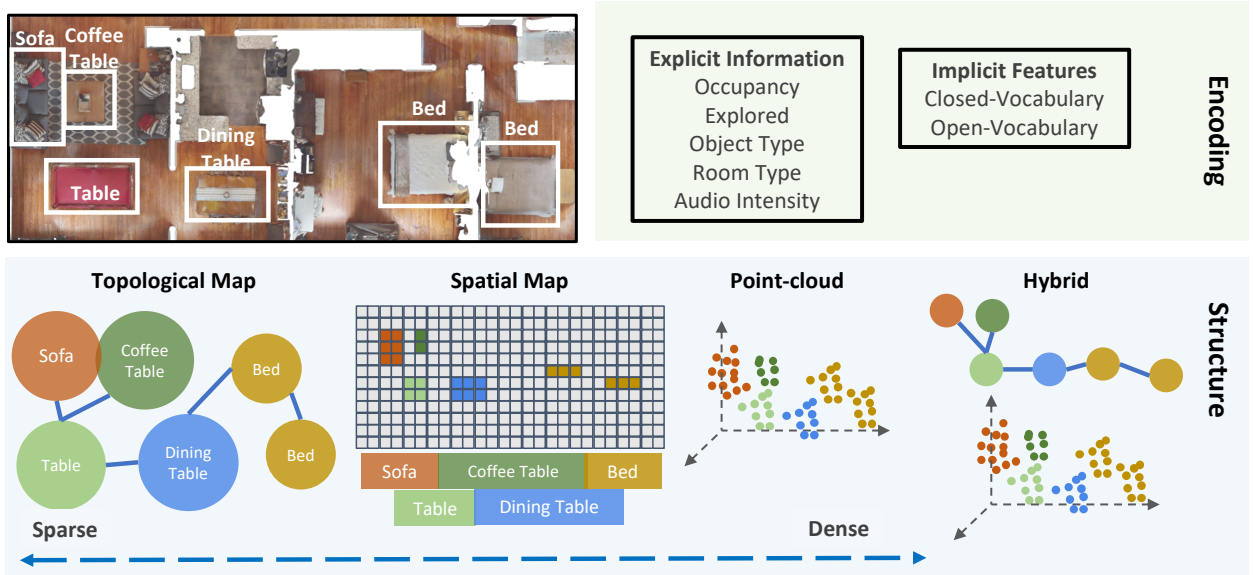 Sofa
Coffee
Table
Dining
Table
Bed
Bed
Table
Explicit Information
Occupancy
Explored
Object Type
Room Type
Audio Intensity
Implicit Features
Closed-Vocabulary
Open-Vocabulary
Encoding
Topological Map
Spatial Map
Point-cloud
Hybrid
Structure
Sofa
Coffee
Table
Bed
Table
Dining
Table
Bed
Sofa
Coffee Table
Bed
Table
Dining Table
Sparse
Dense